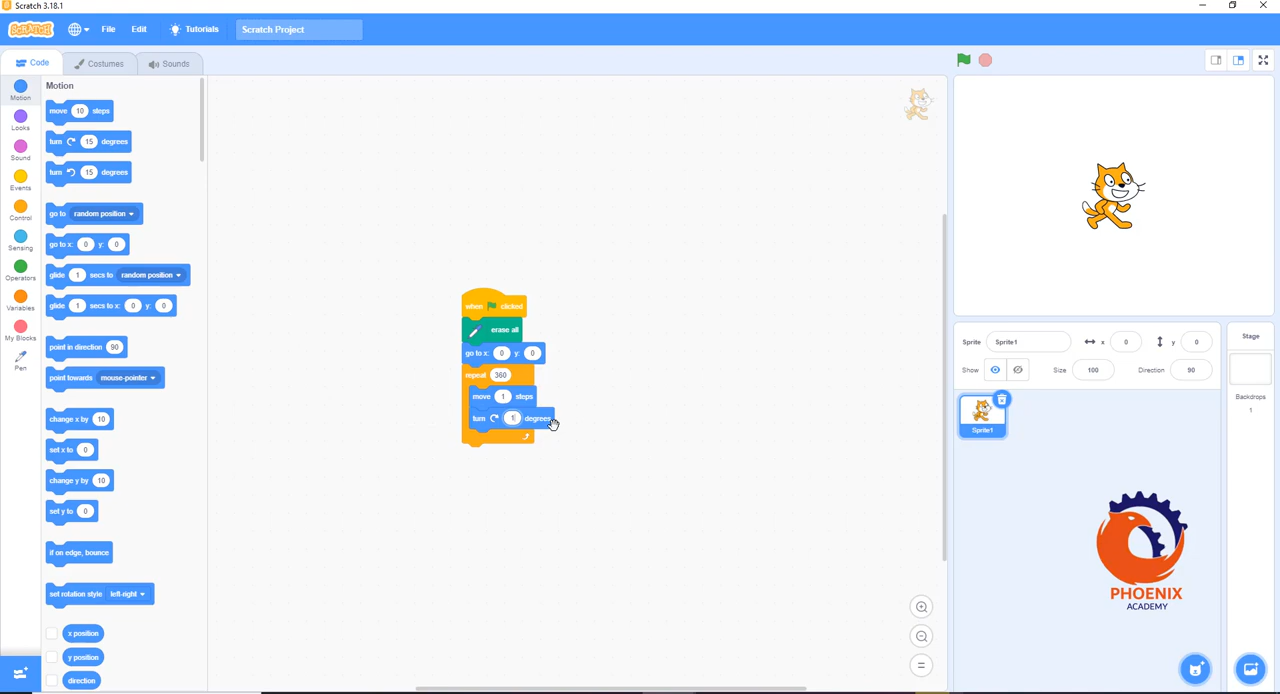 Scratch 3.18.1
SCRATCH File Edit Tutorials Scratch Project
Code Costumes Sounds
Motion
Looks
Sound
Events
Control
Sensing
Operators
Variables
My Blocks
Pen
Motion
move 10 steps
turn 15 degrees
turn 15 degrees
go to random position
go to x: 0 y: 0
glide 1 secs to random position
glide 1 secs to x: 0 y: 0
point in direction 90
point towards mouse-pointer
change x by 10
set x to 0
change y by 10
set y to 0
if on edge, bounce
set rotation style left-right
x position
y position
direction
when clicked
erase all
go to x: 0 y: 0
repeat 360
move 1 steps
turn 1 degrees
Sprite Sprite1 x 0 y 0
Show Size 100 Direction 90
Sprite1
Stage
Backdrops
1
PHOENIX
ACADEMY